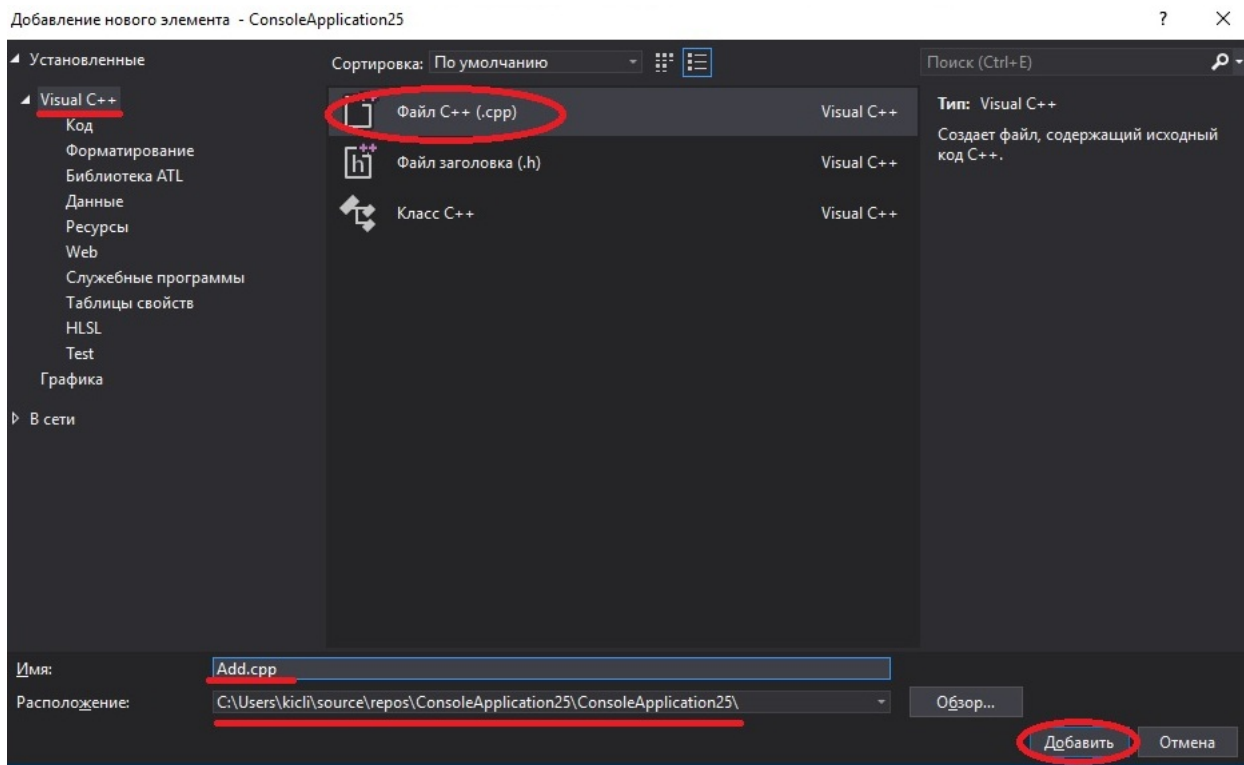 Добавление нового элемента - ConsoleApplication25
? ×
Установленные
Visual C++
Код
Форматирование
Библиотека ATL
Данные
Ресурсы
Web
Служебные программы
Таблицы свойств
HLSL
Test
Графика
В сети
Сортировка: По умолчанию
Файл C++ (.cpp) Visual C++
Файл заголовка (.h) Visual C++
Класс C++ Visual C++
Поиск (Ctrl+E)
Тип: Visual C++
Создает файл, содержащий исходный
код C++.
Имя: Add.cpp
Расположение: C:\Users\kicli\source\repos\ConsoleApplication25\ConsoleApplication25\
Обзор...
Добавить Отмена